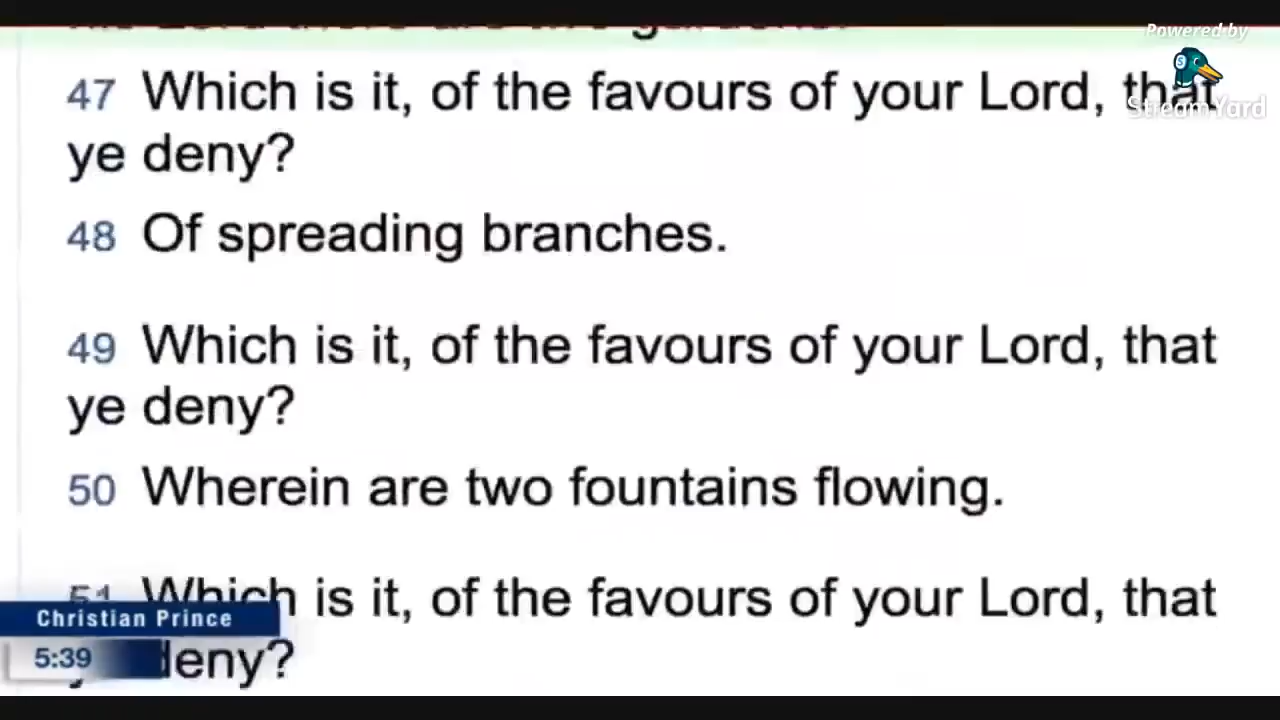 Powered by
StreamYard
47 Which is it, of the favours of your Lord, that
ye deny?
48 Of spreading branches.
49 Which is it, of the favours of your Lord, that
ye deny?
50 Wherein are two fountains flowing.
51 Which is it, of the favours of your Lord, that
deny?
Christian Prince
5:39